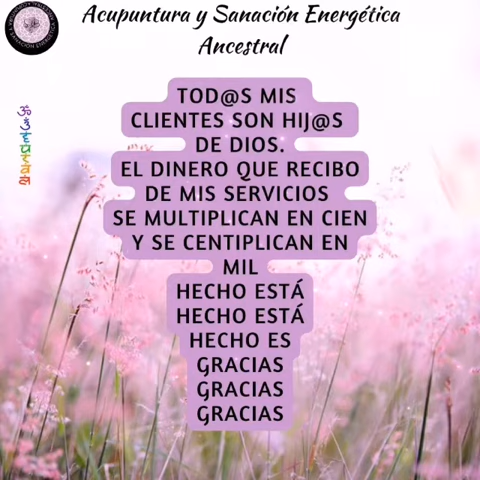 Acupuntura y Sanación Energética
Ancestral
TOD@S MIS
CLIENTES SON HIJ@S
DE DIOS.
EL DINERO QUE RECIBO
DE MIS SERVICIOS
SE MULTIPLICAN EN CIEN
Y SE CENTIPLICAN EN
MIL
HECHO ESTÁ
HECHO ESTÁ
HECHO ES
GRACIAS
GRACIAS
GRACIAS